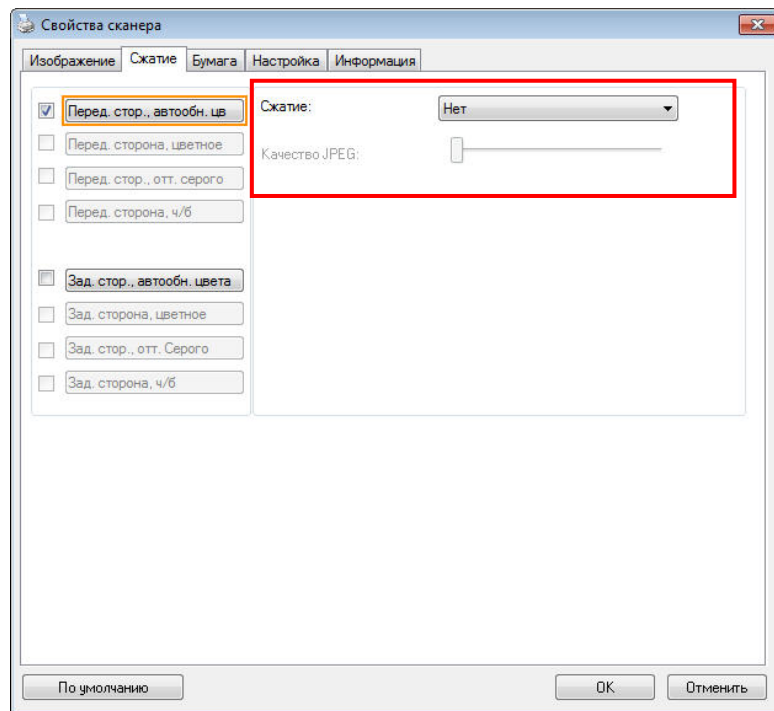 Свойства сканера
Изображение Сжатие Бумага Настройка Информация
Перед. стор., автообн. цв
Перед. сторона, цветное
Перед. стор., отт. серого
Перед. сторона, ч/б
Зад. стор., автообн. цвета
Зад. сторона, цветное
Зад. стор., отт. Серого
Зад. сторона, ч/б
Сжатие: Нет
Качество JPEG:
По умолчанию OK Отменить